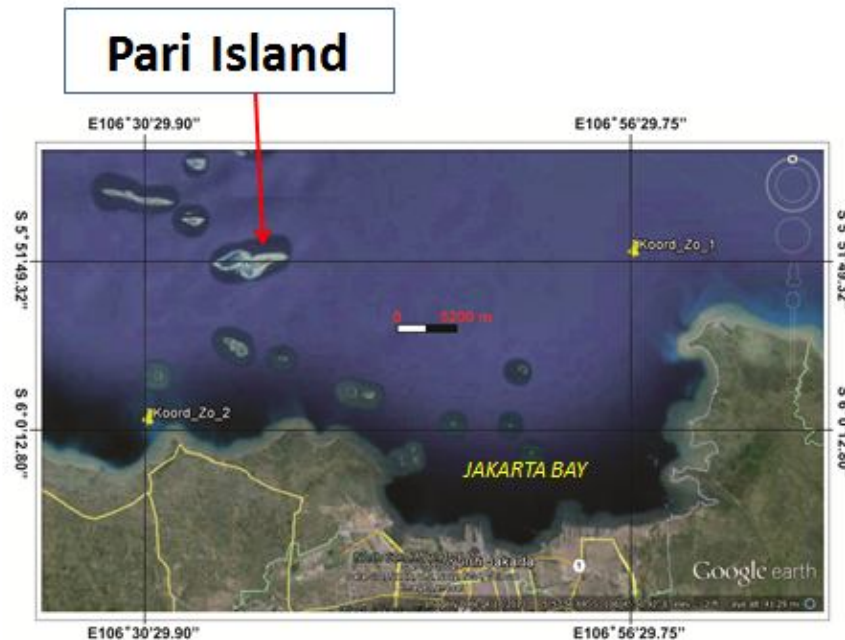 Pari Island
E106° 30'29.90"
E106° 56'29.75"
S 5° 51'49.32"
S 5° 51'49.32"
Koord_Zo_1
0 5200 m
Koord_Zo_2
S 6° 0'12.80"
S 6° 0'12.80"
JAKARTA BAY
Google earth
E106° 30'29.90"
E106° 56'29.75"